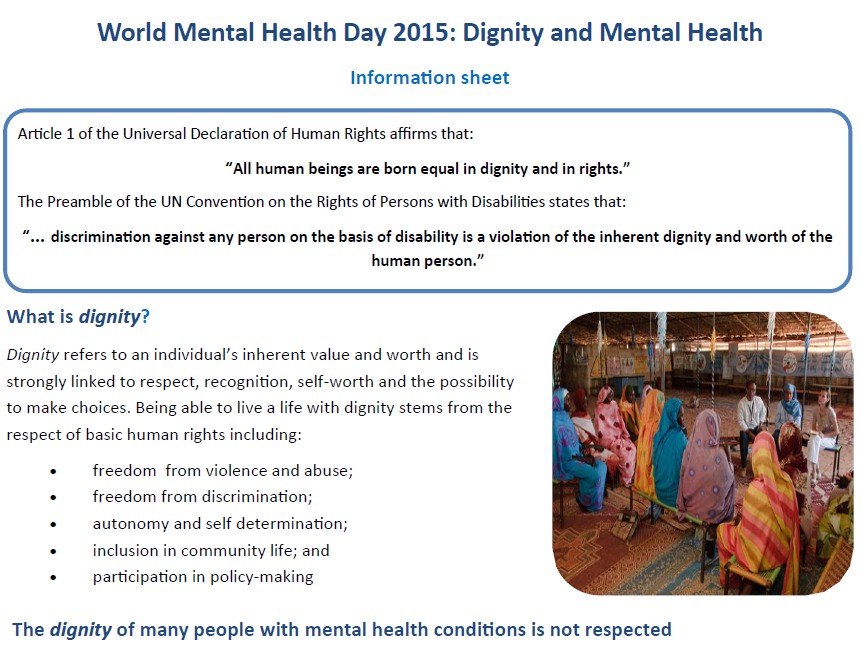 World Mental Health Day 2015: Dignity and Mental Health
Information sheet
Article 1 of the Universal Declaration of Human Rights affirms that:
“All human beings are born equal in dignity and in rights.”
The Preamble of the UN Convention on the Rights of Persons with Disabilities states that:
“... discrimination against any person on the basis of disability is a violation of the inherent dignity and worth of the
human person.”
What is dignity?
Dignity refers to an individual’s inherent value and worth and is
strongly linked to respect, recognition, self-worth and the possibility
to make choices. Being able to live a life with dignity stems from the
respect of basic human rights including:
• freedom from violence and abuse;
• freedom from discrimination;
• autonomy and self determination;
• inclusion in community life; and
• participation in policy-making
The dignity of many people with mental health conditions is not respected